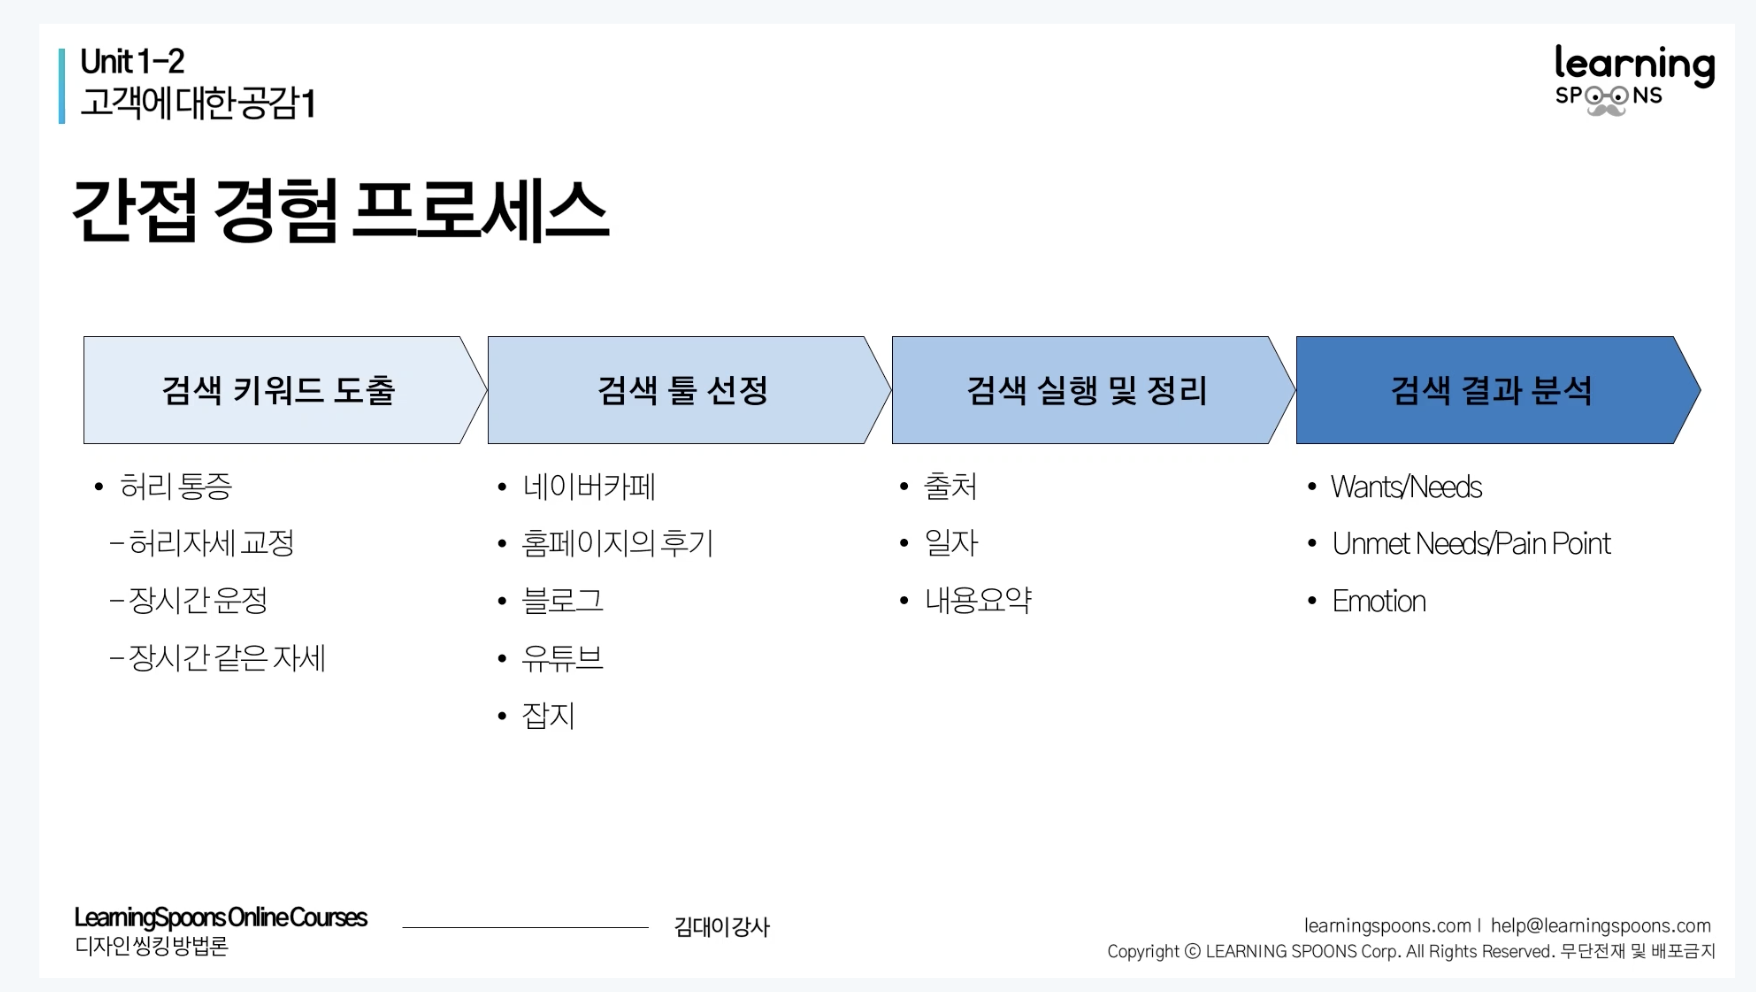 Unit 1-2
고객에 대한 공감1
learning
SPOONS
간접 경험 프로세스
검색 키워드 도출
• 허리 통증
- 허리자세 교정
- 장시간 운정
- 장시간 같은 자세
검색 툴 선정
• 네이버카페
• 홈페이지의 후기
• 블로그
• 유튜브
• 잡지
검색 실행 및 정리
• 출처
• 일자
• 내용요약
검색 결과 분석
• Wants/Needs
• Unmet Needs/Pain Point
• Emotion
LearningSpoons Online Courses
디자인 씽킹 방법론
김대이 강사
learningspoons.com | help@learningspoons.com
Copyright ⓒ LEARNING SPOONS Corp. All Rights Reserved. 무단전재 및 배포금지